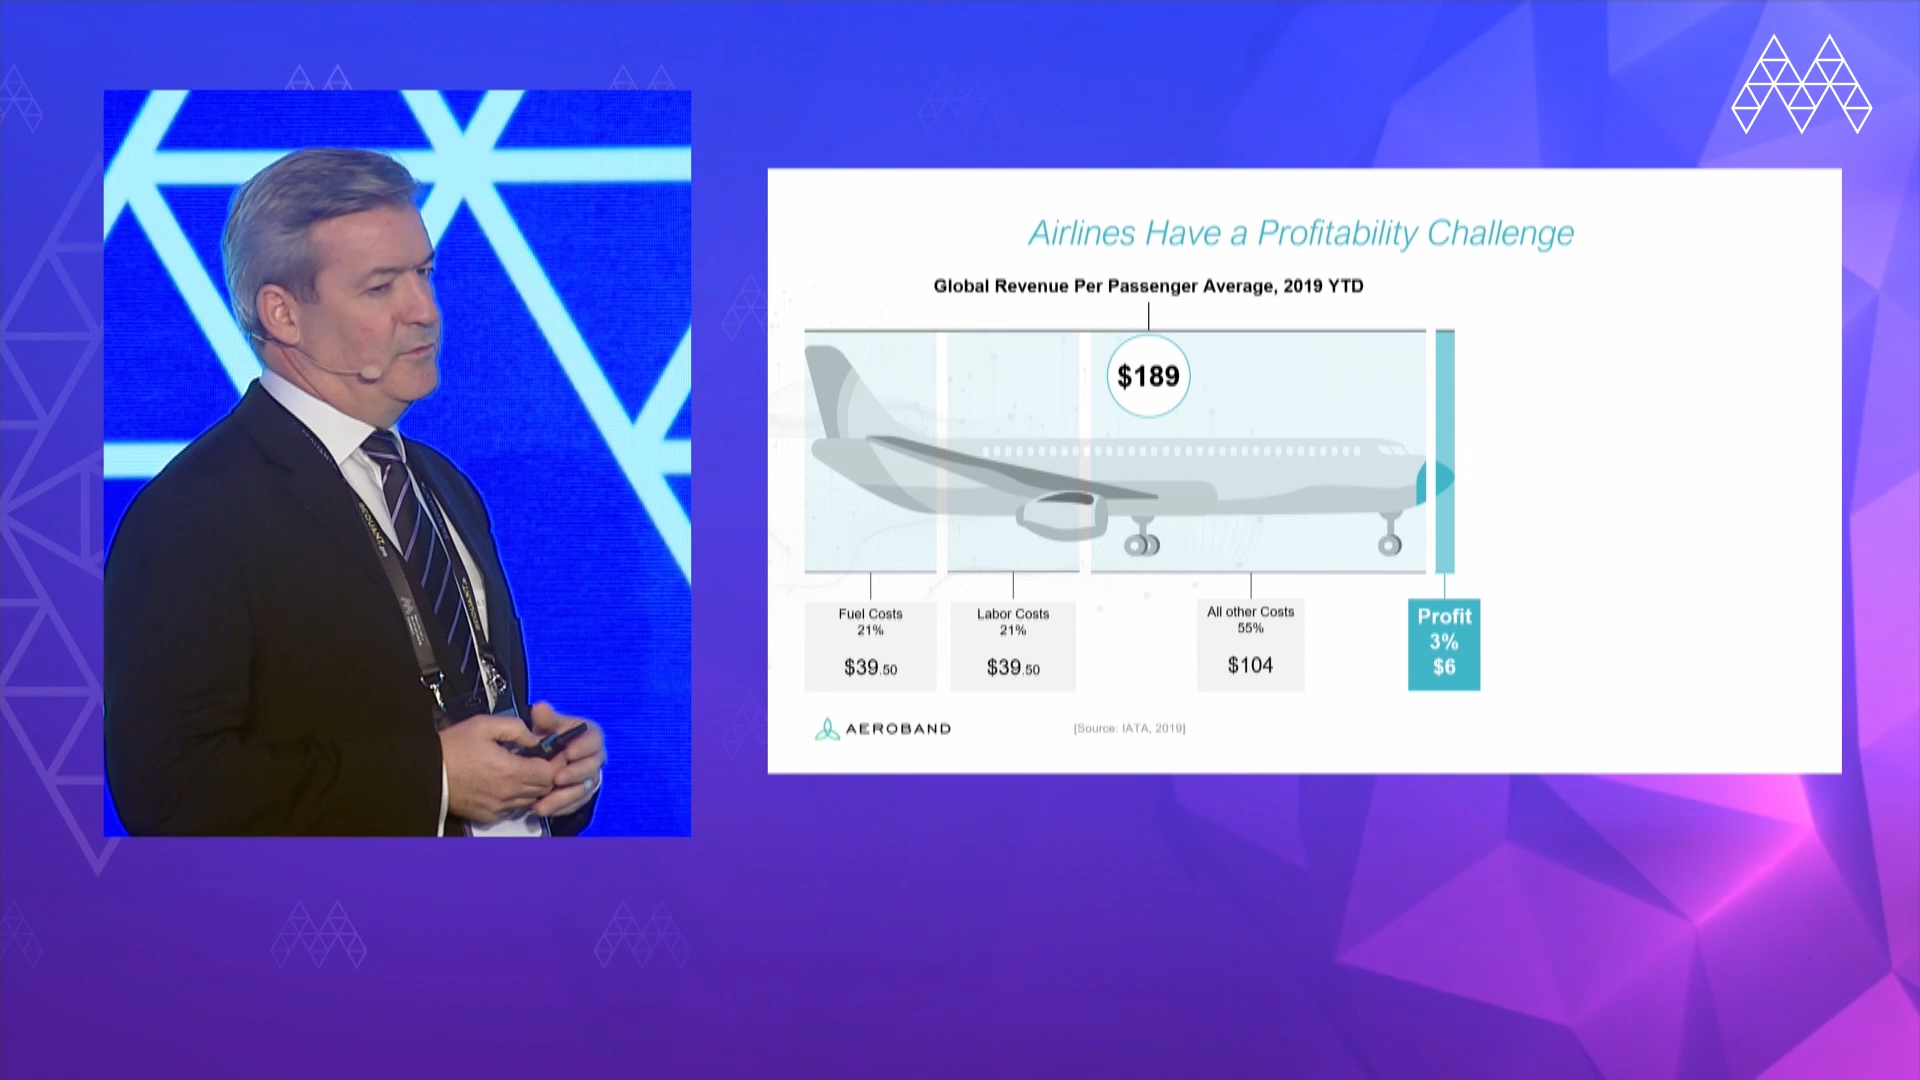 Airlines Have a Profitability Challenge
Global Revenue Per Passenger Average, 2019 YTD
$189
Fuel Costs
21%
$39.50
Labor Costs
21%
$39.50
All other Costs
55%
$104
Profit
3%
$6
AEROBAND
[Source: IATA, 2019]